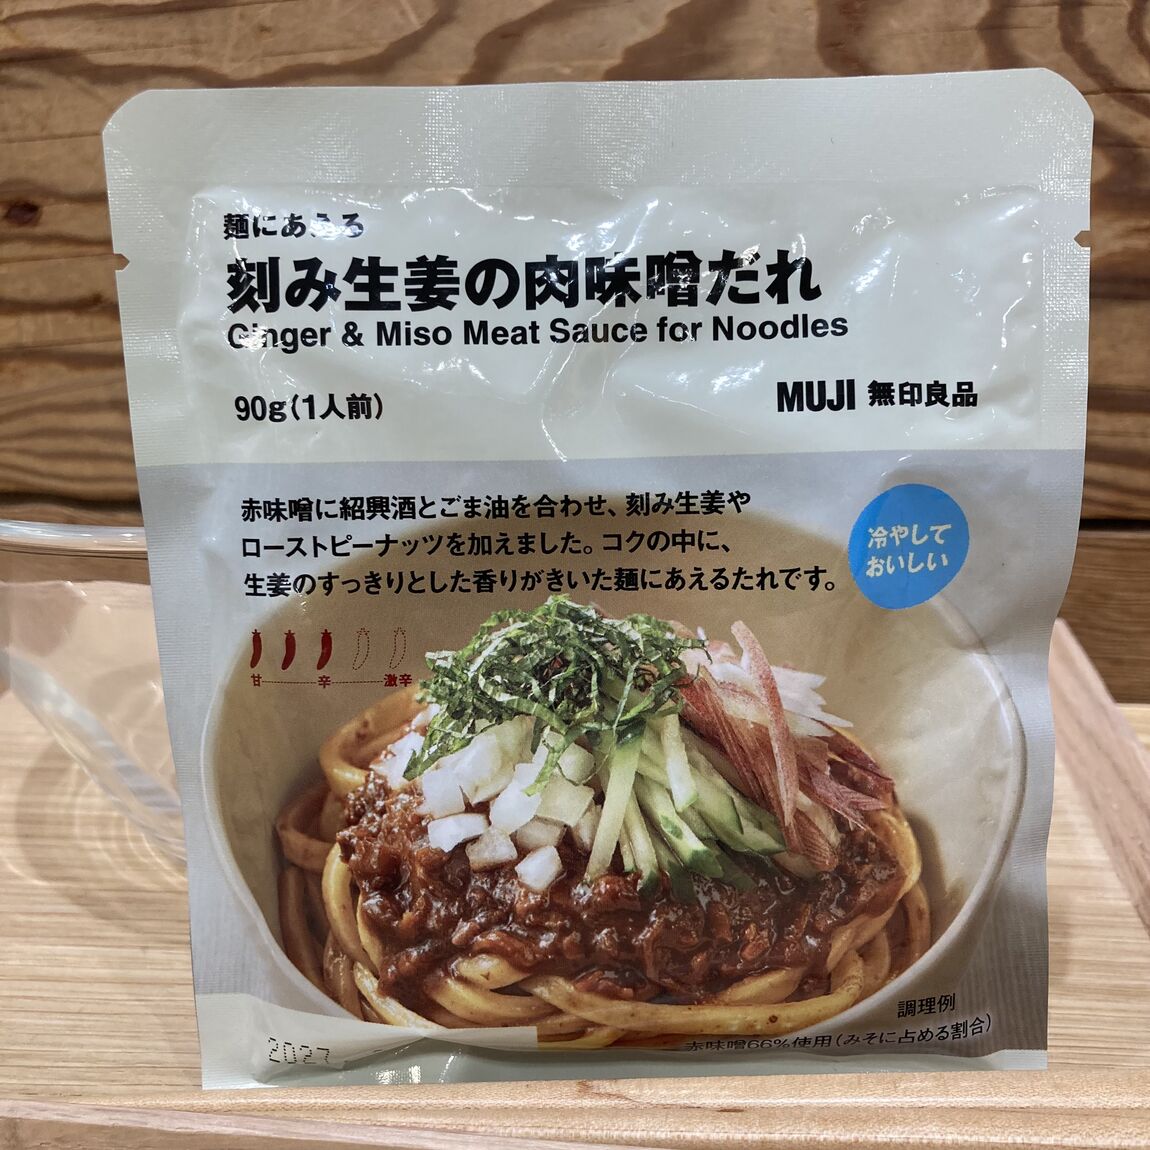 麺にあえる
刻み生姜の肉味噌だれ
Ginger & Miso Meat Sauce for Noodles
90g(1人前)
MUJI 無印良品
赤味噌に紹興酒とごま油を合わせ、刻み生姜や
ローストピーナッツを加えました。コクの中に、
生姜のすっきりとした香りがきいた麺にあえるたれです。
冷やして
おいしい
甘 辛 激辛
調理例
赤味噌66%使用(みそに占める割合)
2027